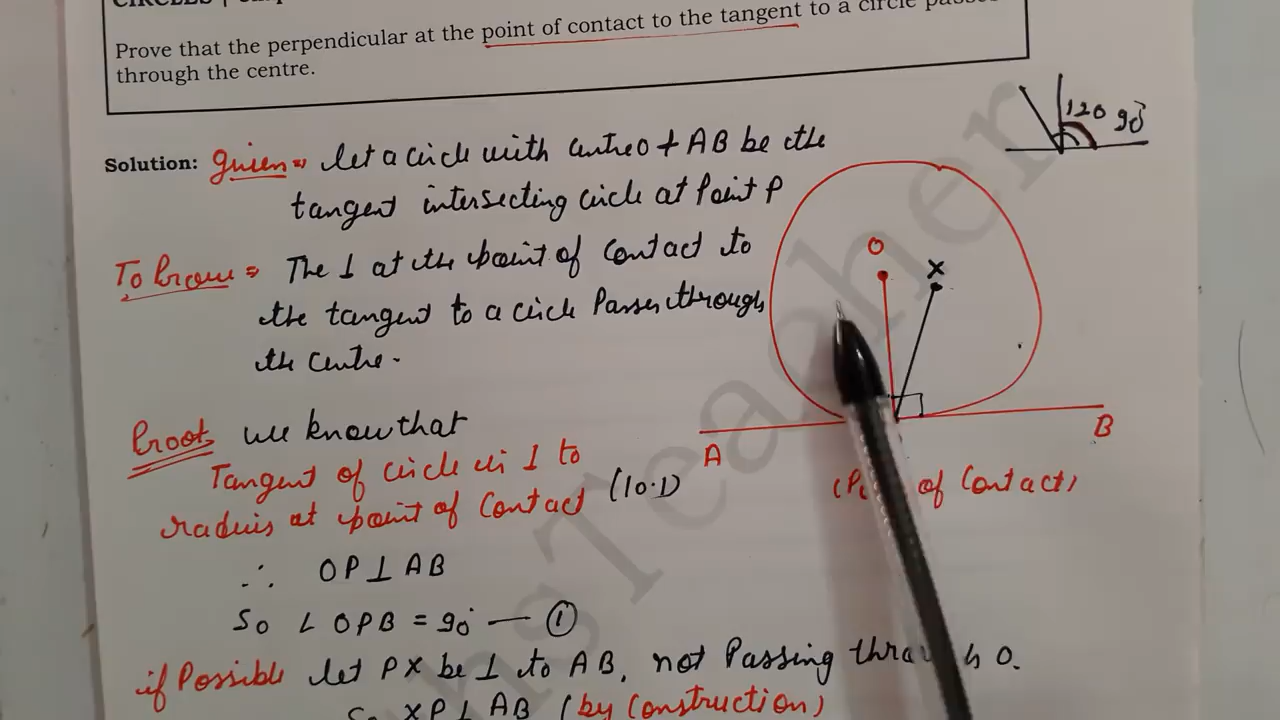 CIRCLES
Prove that the perpendicular at the point of contact to the tangent to a circle passes
through the centre.
120 90°
Solution: given= let a circle with centre O + AB be the
tangent intersecting circle at Point P
To Prove = The ⊥ at the point of Contact to
the tangent to a circle Passes through
the Centre.
O
X
A
B
of Contact)
Proof we know that
Tangent of circle is ⊥ to
radius at point of Contact (10.1)
∴ OP⊥AB
So ∠OPB = 90° — ①
if Possible let PX be ⊥ to AB, not Passing through O.
So XP⊥AB (by Construction)
hsTeacher